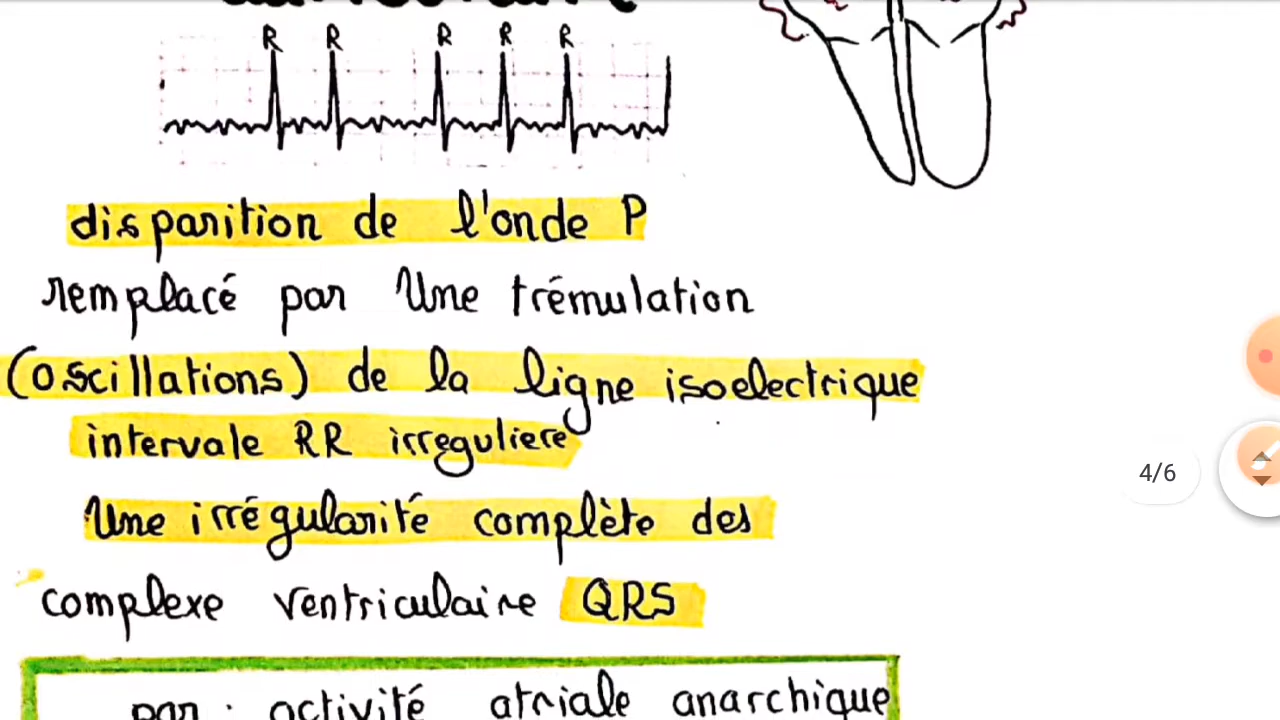 R R R R R
disparition de l'onde P
remplacé par Une trémulation
(oscillations) de la ligne isoelectrique
intervale RR irreguliere
Une irrégularité complète des
4/6
complexe ventriculaire QRS
par : activité atriale anarchique